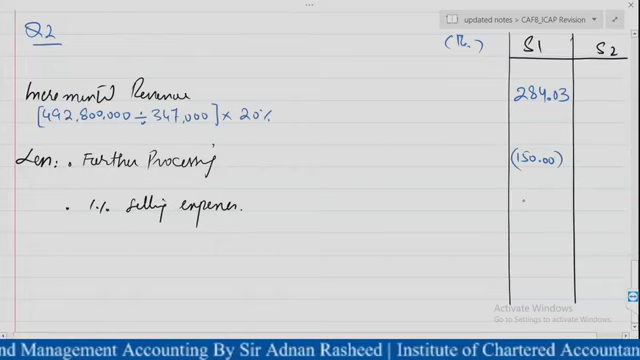 updated notes > CAF8_ICAP Revision
Q2
(Rs.) S1 S2
Incremental Revenue 284.03
[492,800,000 ÷ 347,000] × 20%
Less: • Further Processing (150.00)
• 1% Selling expenses.
Activate Windows
Go to Settings to activate Windows.
nd Management Accounting By Sir Adnan Rasheed | Institute of Chartered Accountan